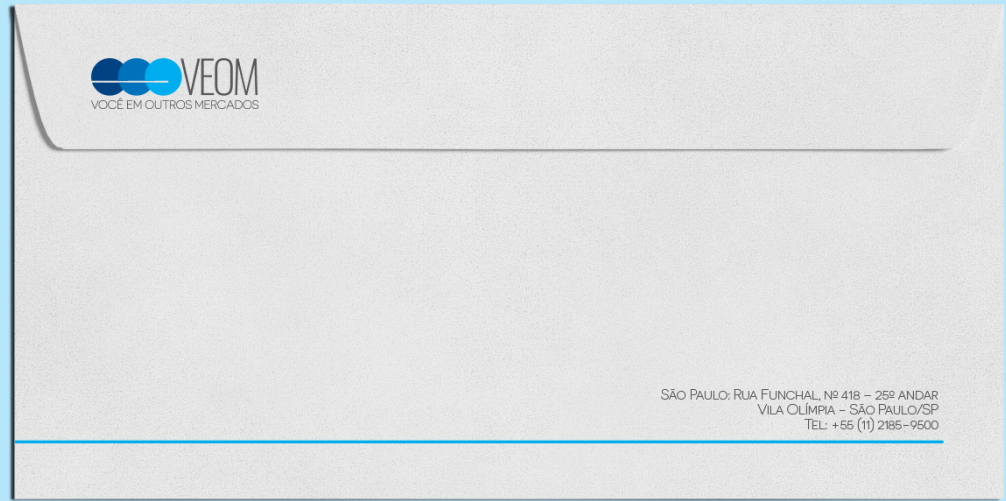 VEOM
VOCÊ EM OUTROS MERCADOS
São Paulo: Rua Funchal, nº 418 – 25º andar
Vila Olímpia – São Paulo/SP
Tel: +55 (11) 2185-9500